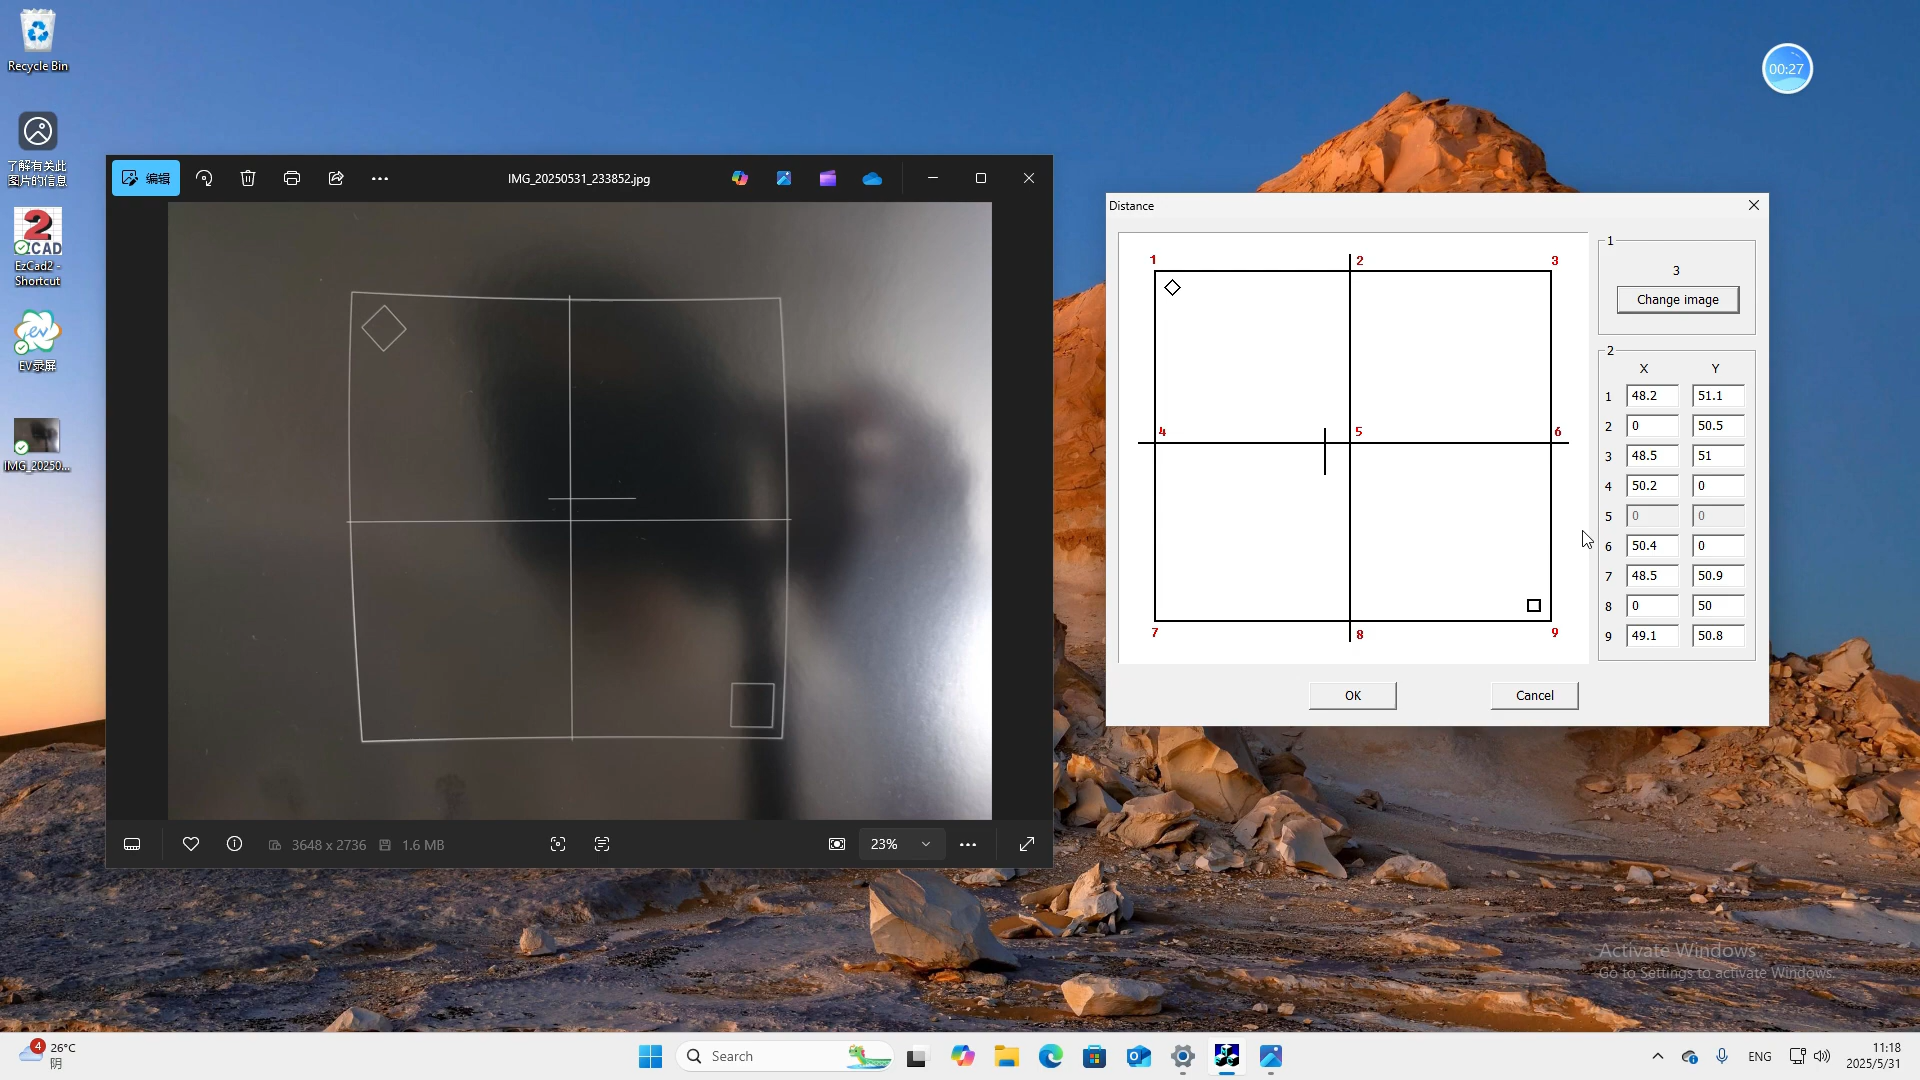 Recycle Bin
00:27
了解有关此
图片的信息
EzCad2 -
Shortcut
EV录屏
IMG_20250...
编辑
IMG_20250531_233852.jpg
3648 x 2736
1.6 MB
23%
Distance
1
2
3
4
5
6
7
8
9
1
3
Change image
2
X Y
1 48.2 51.1
2 0 50.5
3 48.5 51
4 50.2 0
5 0 0
6 50.4 0
7 48.5 50.9
8 0 50
9 49.1 50.8
OK
Cancel
Activate Windows
Go to Settings to activate Windows.
4
26°C
阴
Search
ENG
11:18
2025/5/31